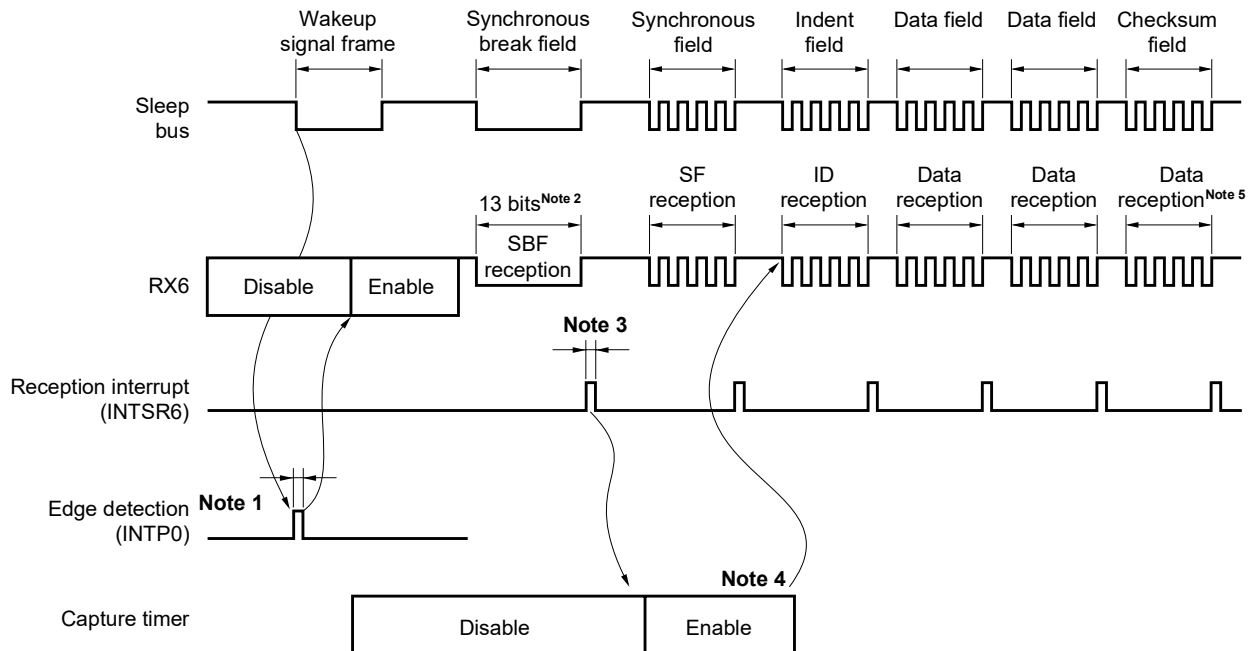 Wakeup
signal frame
Synchronous
break field
Synchronous
field
Indent
field
Data field
Data field
Checksum
field
Sleep
bus
13 bitsNote 2
SF
reception
ID
reception
Data
reception
Data
reception
Data
receptionNote 5
RX6
Disable
Enable
SBF
reception
Note 3
Reception interrupt
(INTSR6)
Edge detection
(INTP0)
Note 1
Note 4
Capture timer
Disable
Enable